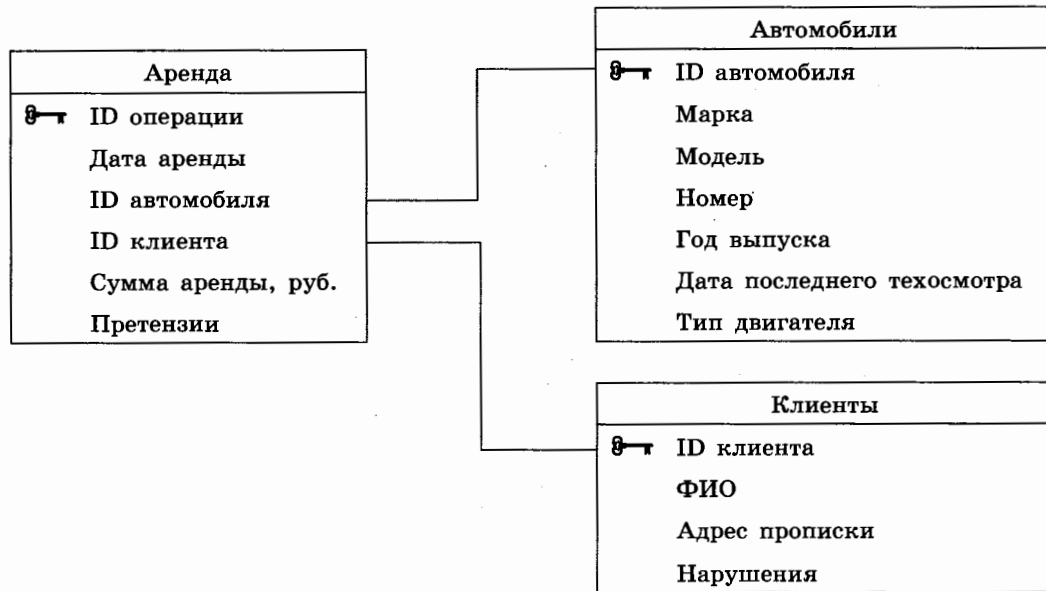 Аренда
ID операции
Дата аренды
ID автомобиля
ID клиента
Сумма аренды, руб.
Претензии
Автомобили
ID автомобиля
Марка
Модель
Номер
Год выпуска
Дата последнего техосмотра
Тип двигателя
Клиенты
ID клиента
ФИО
Адрес прописки
Нарушения